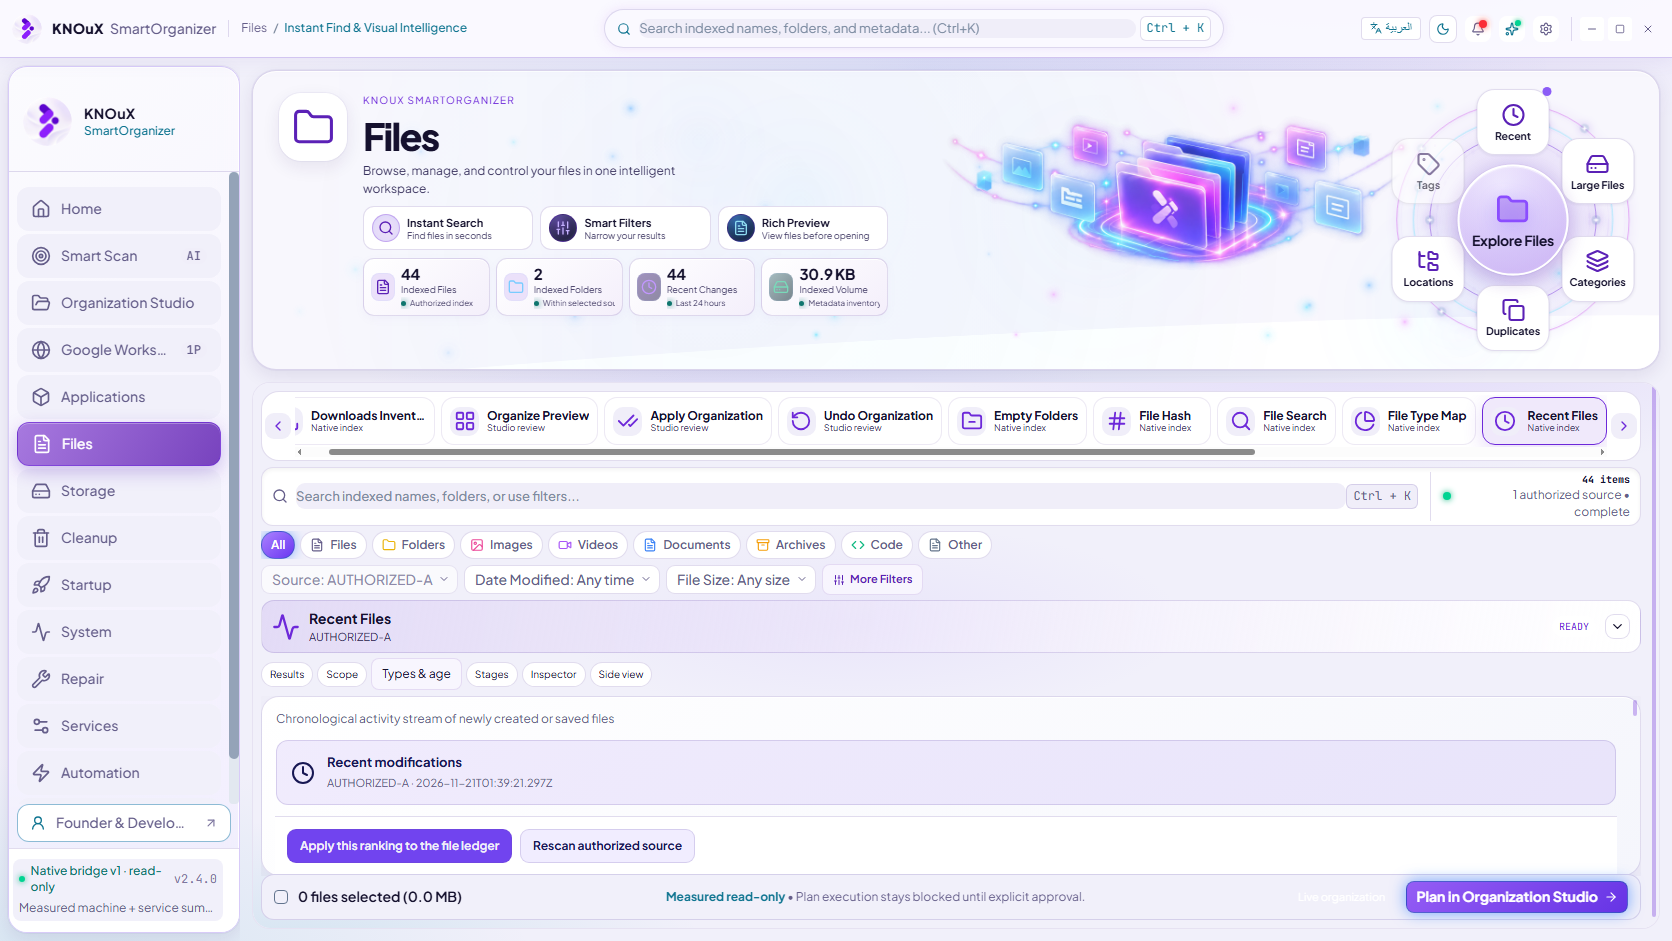 KNOuX SmartOrganizer
Files / Instant Find & Visual Intelligence
Search indexed names, folders, and metadata... (Ctrl+K)
Ctrl + K
العربية
KNOuX
SmartOrganizer
Home
Smart Scan AI
Organization Studio
Google Works... 1P
Applications
Files
Storage
Cleanup
Startup
System
Repair
Services
Automation
Founder & Develo...
Native bridge v1 · read-only
v2.4.0
Measured machine + service sum...
KNOUX SMARTORGANIZER
Files
Browse, manage, and control your files in one intelligent
workspace.
Instant Search
Find files in seconds
Smart Filters
Narrow your results
Rich Preview
View files before opening
44
Indexed Files
Authorized index
2
Indexed Folders
Within selected sou
44
Recent Changes
Last 24 hours
30.9 KB
Indexed Volume
Metadata inventory
Recent
Tags
Large Files
Explore Files
Locations
Categories
Duplicates
Downloads Invent...
Native index
Organize Preview
Studio review
Apply Organization
Studio review
Undo Organization
Studio review
Empty Folders
Native index
File Hash
Native index
File Search
Native index
File Type Map
Native index
Recent Files
Native index
Search indexed names, folders, or use filters...
Ctrl + K
44 items
1 authorized source •
complete
All
Files
Folders
Images
Videos
Documents
Archives
Code
Other
Source: AUTHORIZED-A
Date Modified: Any time
File Size: Any size
More Filters
Recent Files
AUTHORIZED-A
READY
Results
Scope
Types & age
Stages
Inspector
Side view
Chronological activity stream of newly created or saved files
Recent modifications
AUTHORIZED-A · 2026-11-21T01:39:21.297Z
Apply this ranking to the file ledger
Rescan authorized source
0 files selected (0.0 MB)
Measured read-only • Plan execution stays blocked until explicit approval.
Live organization
Plan in Organization Studio